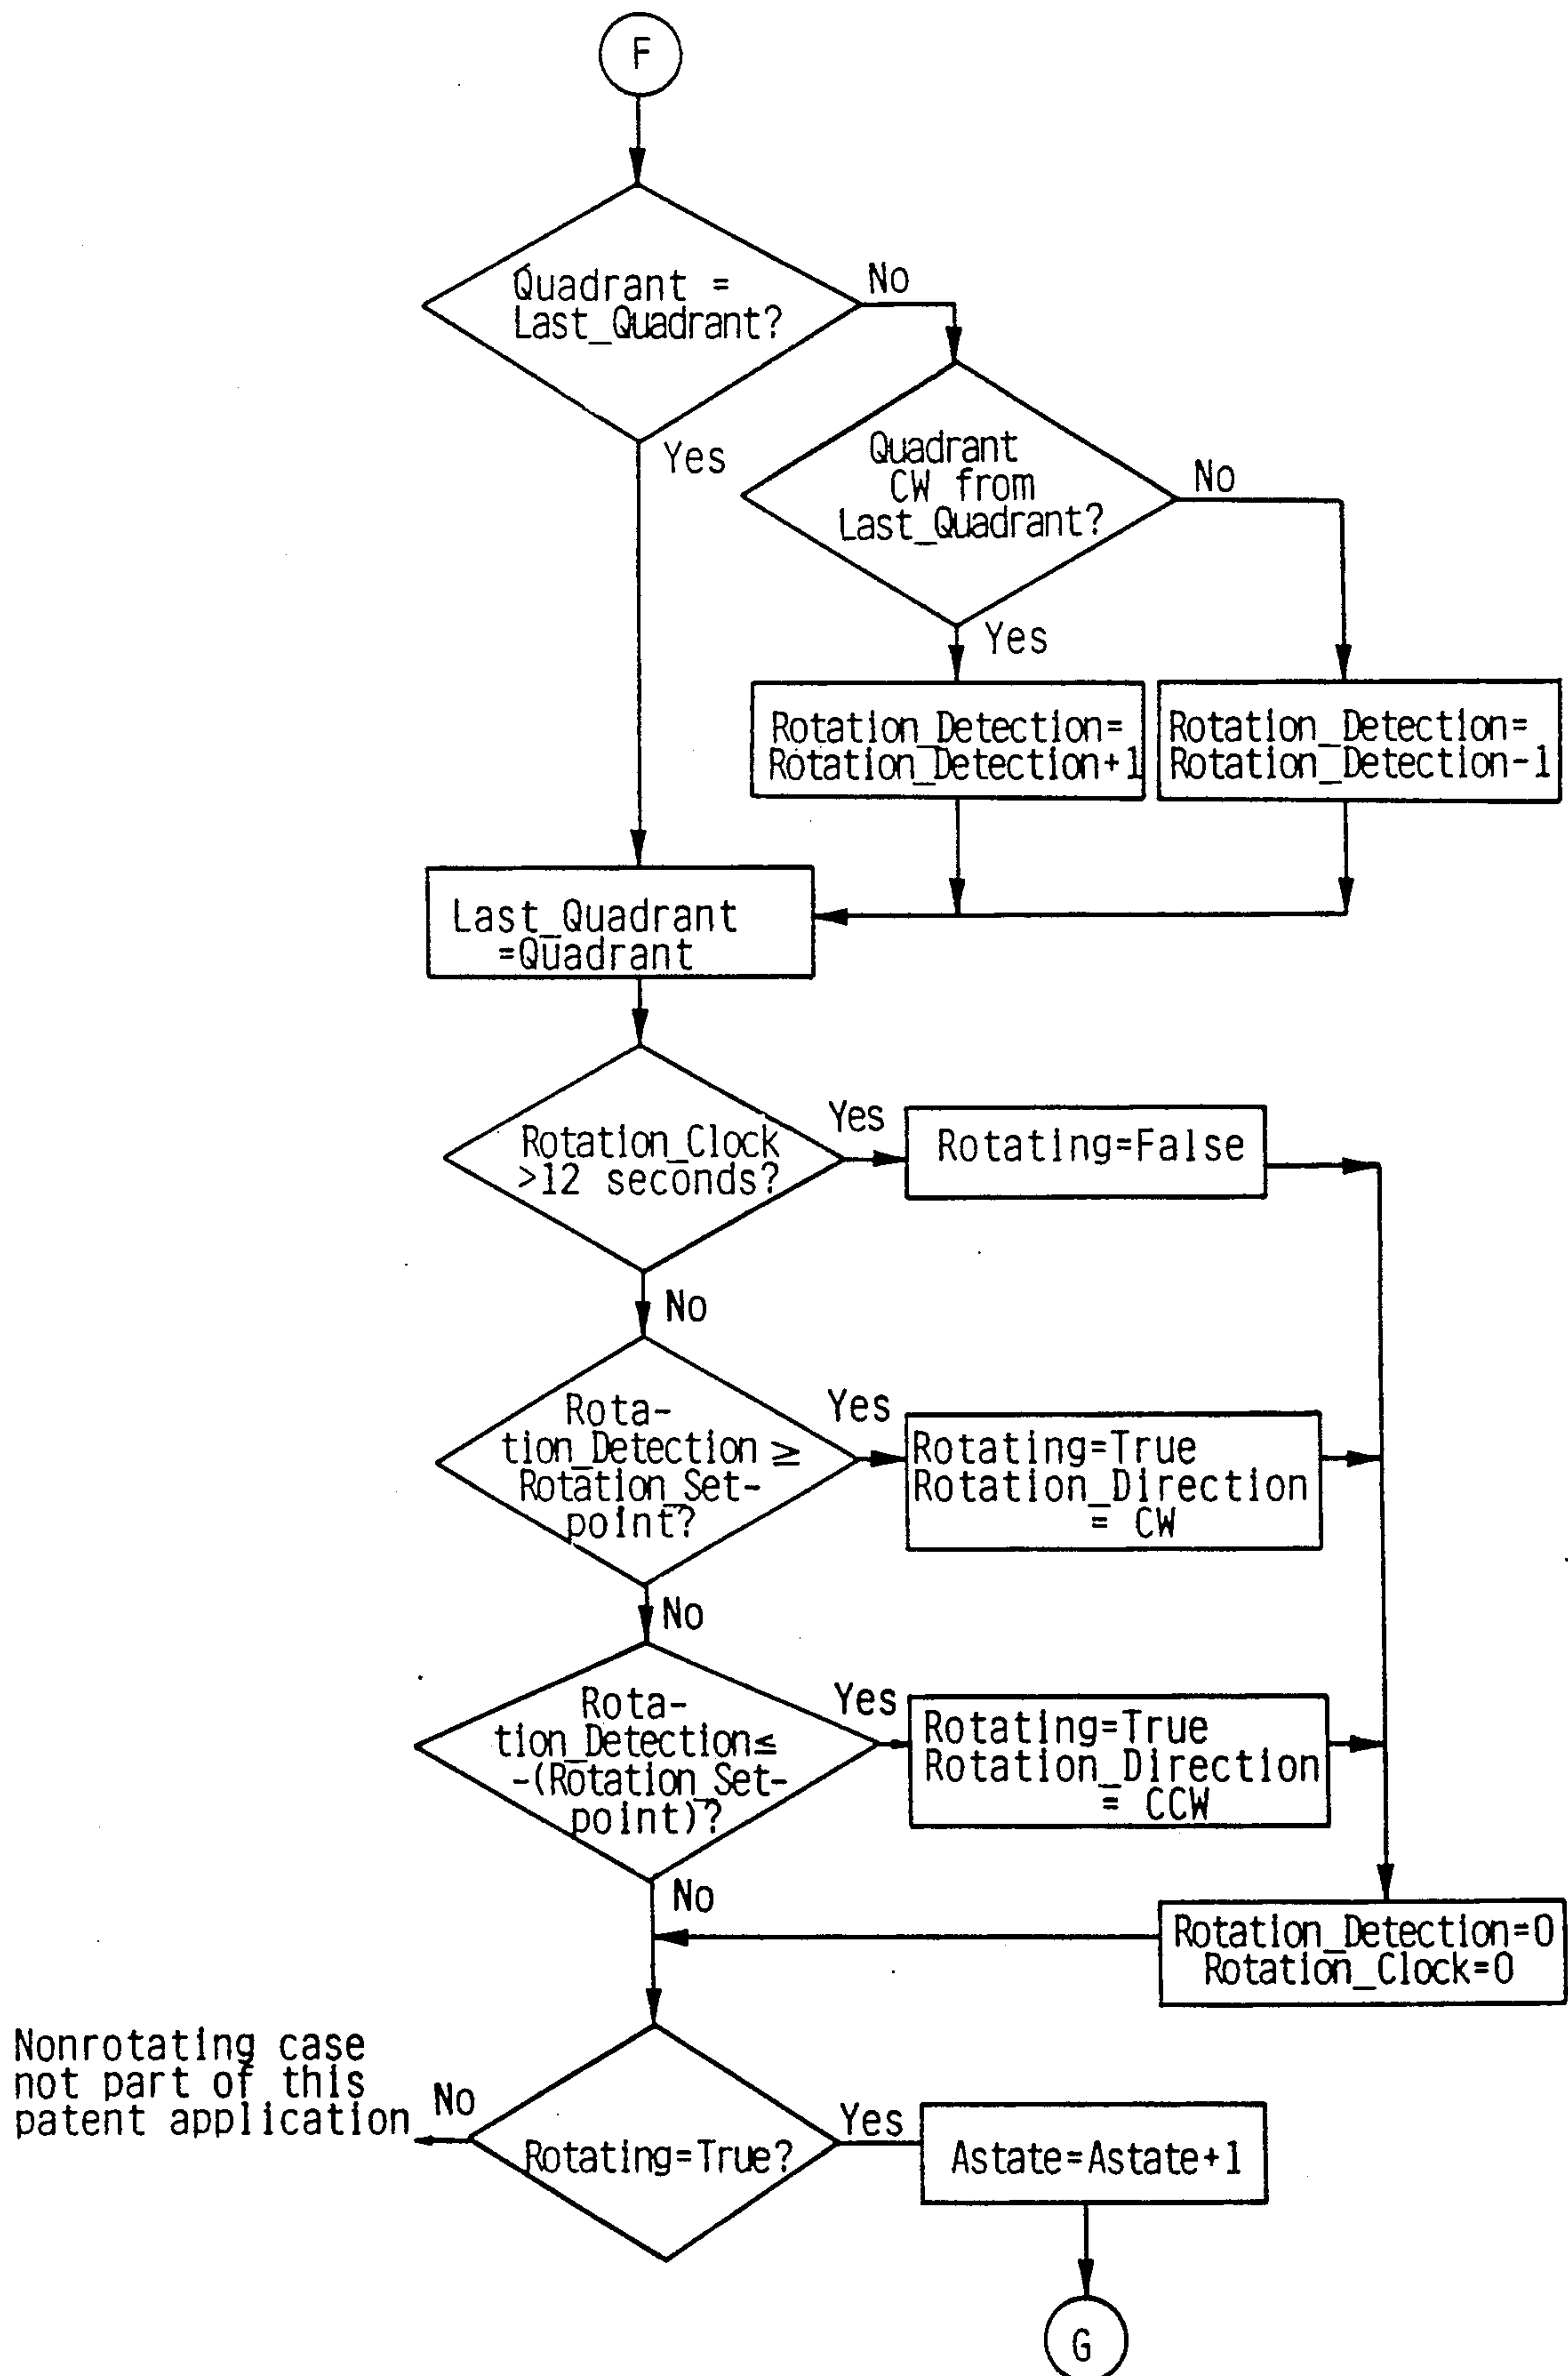 F
Quadrant =
Last_Quadrant?
No
Yes
Quadrant
CW from
Last_Quadrant?
No
Yes
Rotation_Detection=
Rotation_Detection+1
Rotation_Detection=
Rotation_Detection-1
Last_Quadrant
=Quadrant
Rotation_Clock
>12 seconds?
Yes
Rotating=False
No
Rota-
tion_Detection ≥
Rotation_Set-
point?
Yes
Rotating=True
Rotation_Direction
= CW
No
Rota-
tion_Detection≤
-(Rotation_Set-
point)?
Yes
Rotating=True
Rotation_Direction
= CCW
No
Rotation_Detection=0
Rotation_Clock=0
Nonrotating case
not part of this
patent application
No
Rotating=True?
Yes
Astate=Astate+1
G